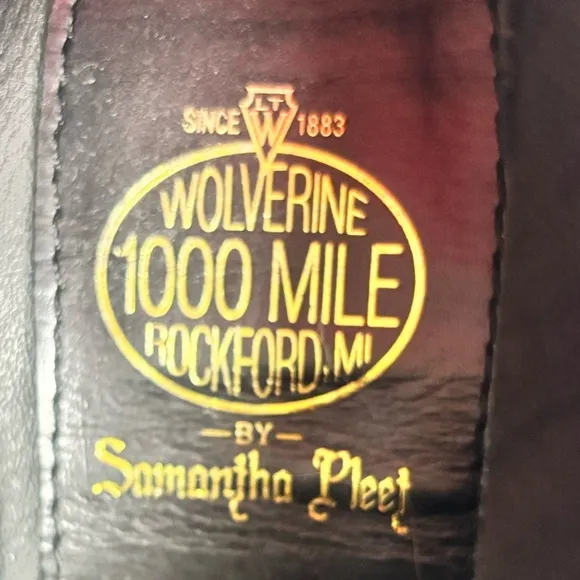 LT
SINCE W 1883
WOLVERINE
1000 MILE
ROCKFORD, MI
—BY—
Samantha Pleet